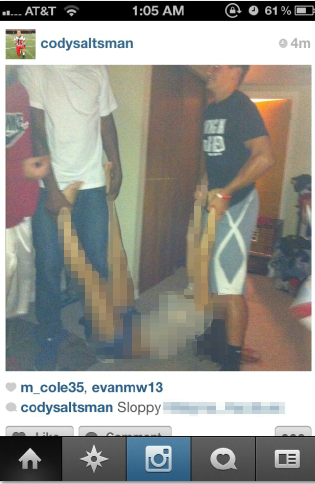 AT&T 1:05 AM 61%
codysaltsman 4m
m_cole35, evanmw13
codysaltsman Sloppy
Like Comment